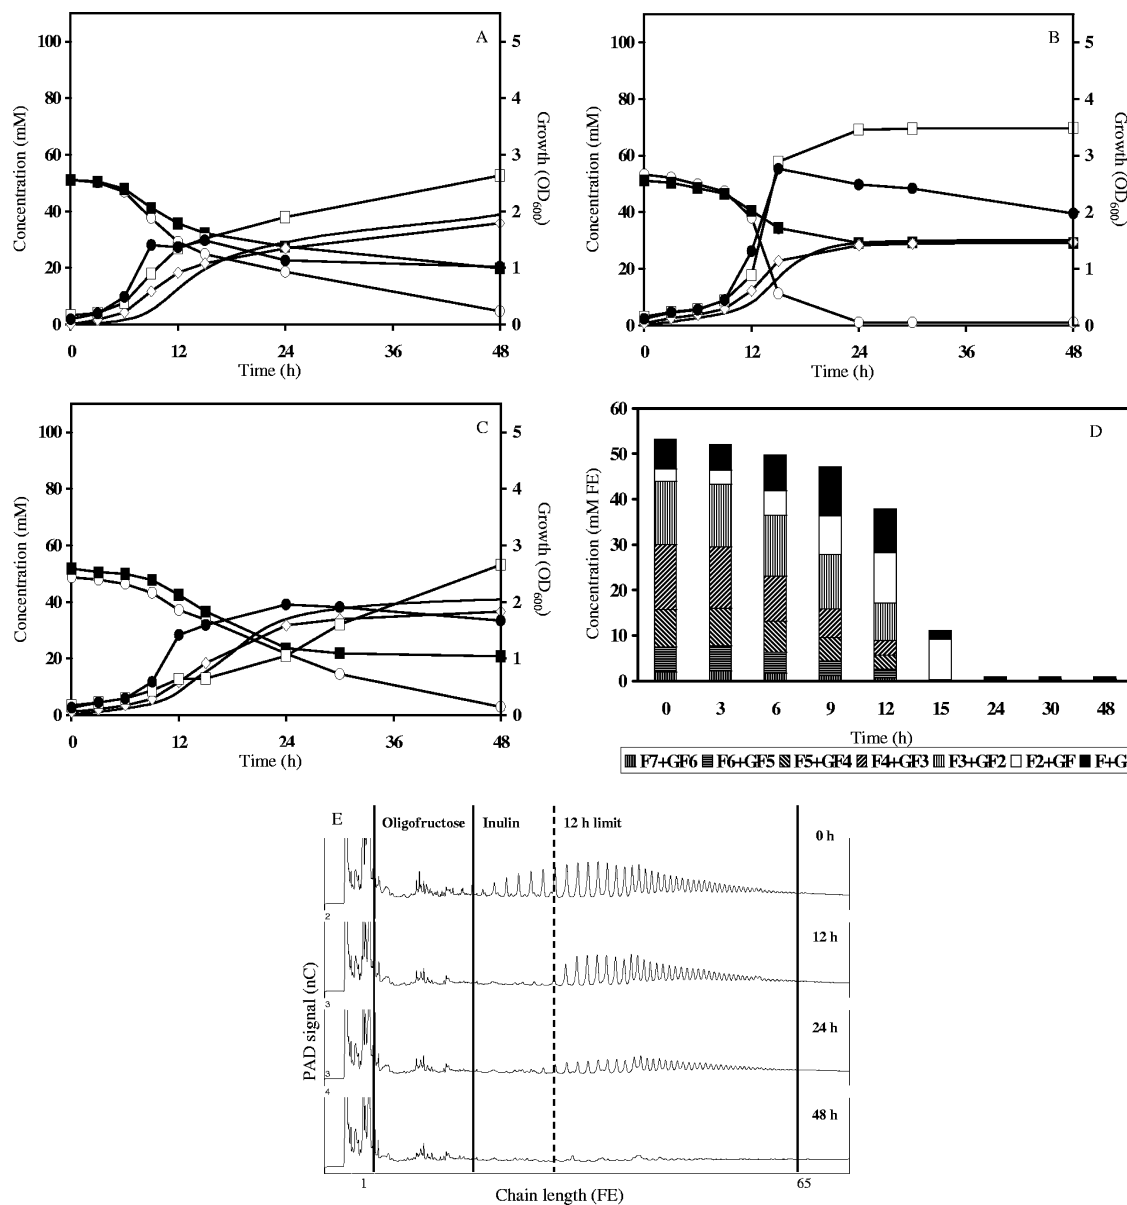 A
100
80
60
40
20
0
5
4
3
2
1
0
0
12
24
36
48
Concentration (mM)
Growth (OD600)
Time (h)
B
100
80
60
40
20
0
5
4
3
2
1
0
0
12
24
36
48
Concentration (mM)
Growth (OD600)
Time (h)
C
100
80
60
40
20
0
5
4
3
2
1
0
0
12
24
36
48
Concentration (mM)
Growth (OD600)
Time (h)
D
60
50
40
30
20
10
0
0 3 6 9 12 15 24 30 48
Concentration (mM FE)
Time (h)
F7+GF6 F6+GF5 F5+GF4 F4+GF3 F3+GF2 F2+GF F+G
E
Oligofructose
Inulin
12 h limit
0 h
2
12 h
3
24 h
3
4
48 h
PAD signal (nC)
1
65
Chain length (FE)